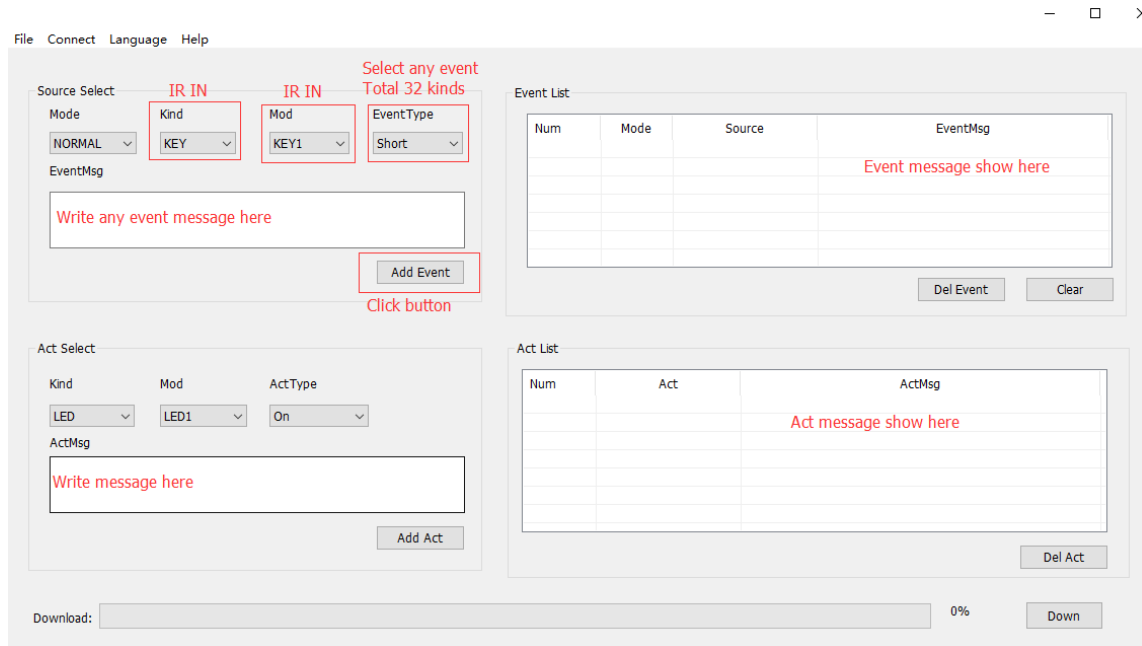 File Connect Language Help
Select any event
Total 32 kinds
Source Select IR IN IR IN
Mode Kind Mod EventType
NORMAL KEY KEY1 Short
EventMsg
Write any event message here
Add Event
Click button
Event List
Num Mode Source EventMsg
Event message show here
Del Event Clear
Act Select
Kind Mod ActType
LED LED1 On
ActMsg
Write message here
Add Act
Act List
Num Act ActMsg
Act message show here
Del Act
Download: 0% Down